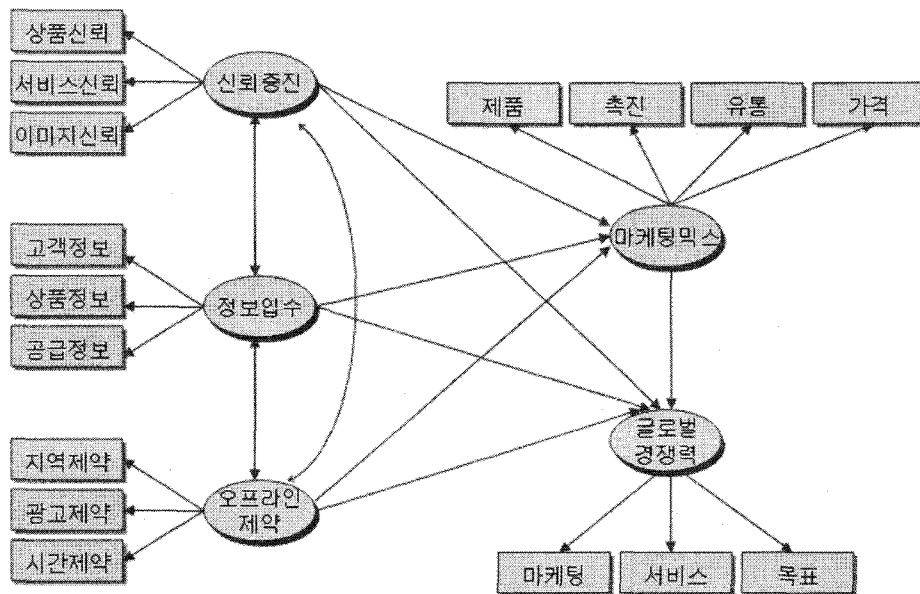 상품신뢰
서비스신뢰
이미지신뢰
신뢰증진
제품
촉진
유통
가격
마케팅믹스
고객정보
상품정보
공급정보
정보입수
글로벌
경쟁력
지역제약
광고제약
시간제약
오프라인
제약
마케팅
서비스
목표